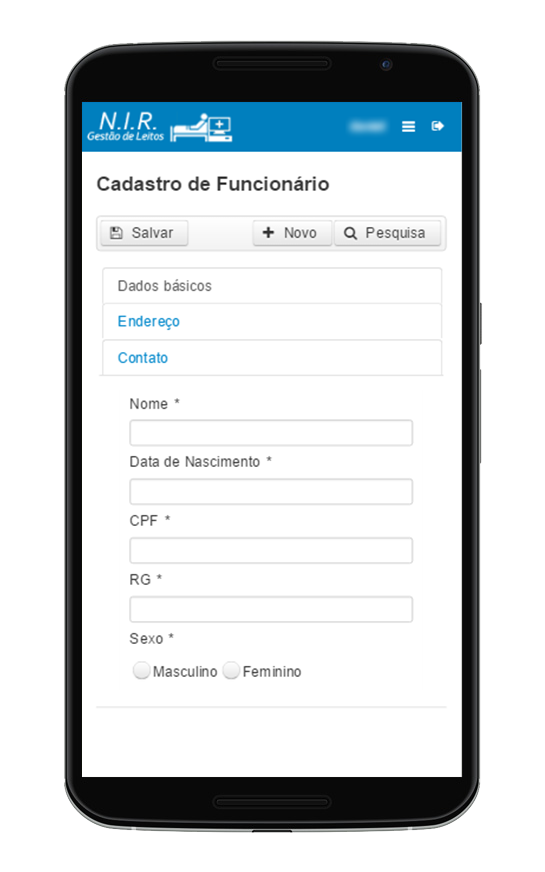 N.I.R.
Gestão de Leitos
Cadastro de Funcionário
Salvar Novo Pesquisa
Dados básicos
Endereço
Contato
Nome *
Data de Nascimento *
CPF *
RG *
Sexo *
Masculino Feminino